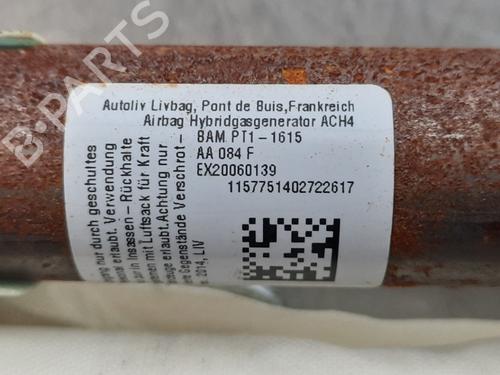 B-PARTS
Autoliv Livbag, Pont de Buis,Frankreich
Airbag Hybridgasgenerator ACH4
BAM PT1-1615
AA 084 F
EX20060139
1157751402722617
nur durch geschultes
erlaubt. Verwendung
in Insassen-Rückhalte
mit Luftsack für Kraft
erlaubt.Achtung nur
Gegenstände Verschrot-
2014, LIV